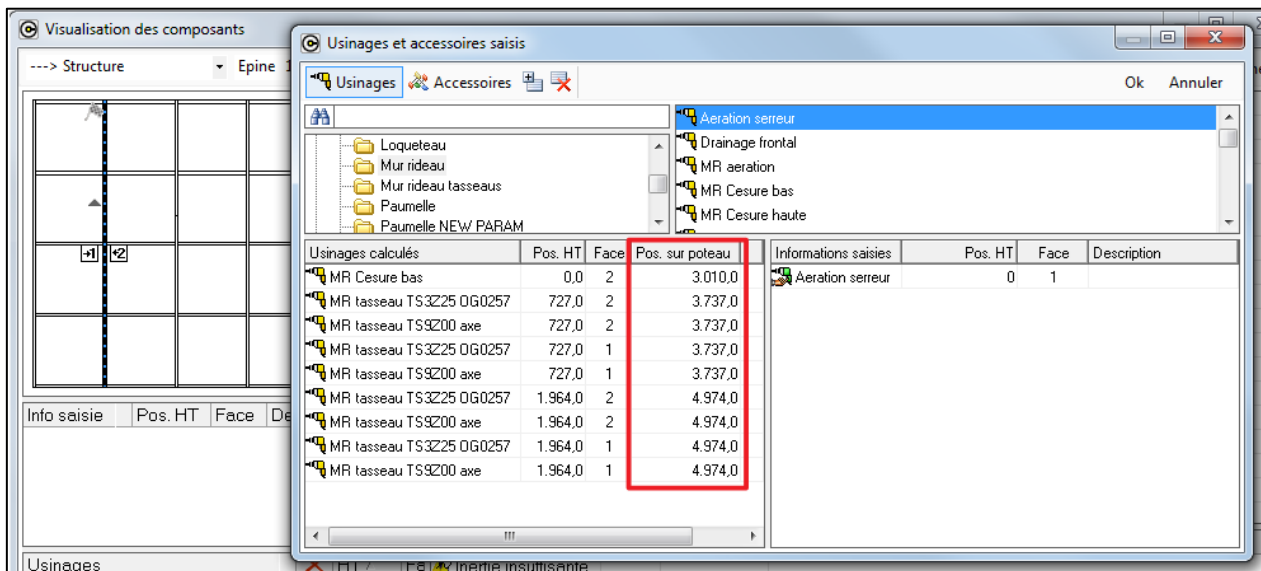 Visualisation des composants
---> Structure Epine 1
Usinages et accessoires saisis
Usinages Accessoires Ok Annuler
Loqueteau
Mur rideau
Mur rideau tasseaus
Paumelle
Paumelle NEW PARAM
Aeration serreur
Drainage frontal
MR aeration
MR Cesure bas
MR Cesure haute
1 2
Usinages calculés Pos. HT Face Pos. sur poteau
MR Cesure bas 0,0 2 3.010,0
MR tasseau TS3Z25 OG0257 727,0 2 3.737,0
MR tasseau TS9Z00 axe 727,0 2 3.737,0
MR tasseau TS3Z25 OG0257 727,0 1 3.737,0
MR tasseau TS9Z00 axe 727,0 1 3.737,0
MR tasseau TS3Z25 OG0257 1.964,0 2 4.974,0
MR tasseau TS9Z00 axe 1.964,0 2 4.974,0
MR tasseau TS3Z25 OG0257 1.964,0 1 4.974,0
MR tasseau TS9Z00 axe 1.964,0 1 4.974,0
Informations saisies Pos. HT Face Description
Aeration serreur 0 1
Info saisie Pos. HT Face De
Usinages
Inertie insuffisante